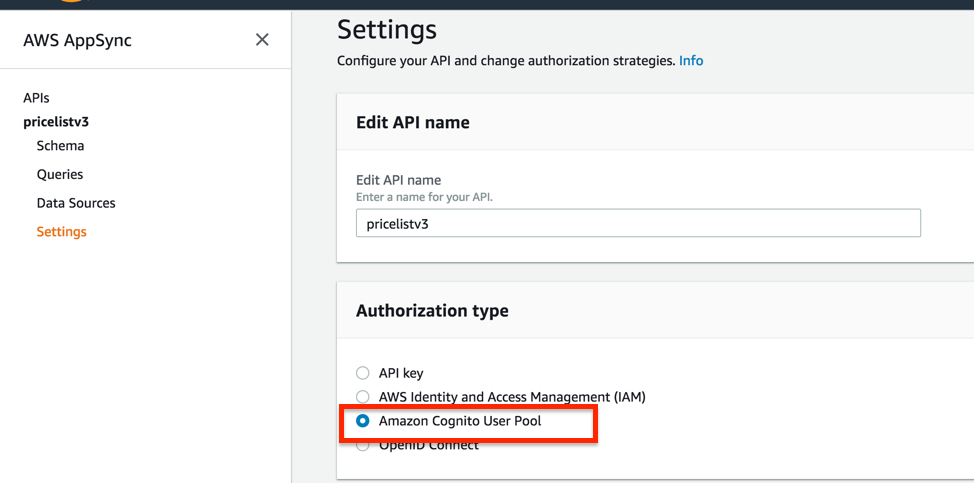 AWS AppSync
APIs
pricelistv3
Schema
Queries
Data Sources
Settings
Settings
Configure your API and change authorization strategies. Info
Edit API name
Edit API name
Enter a name for your API.
pricelistv3
Authorization type
API key
AWS Identity and Access Management (IAM)
Amazon Cognito User Pool
OpenID Connect